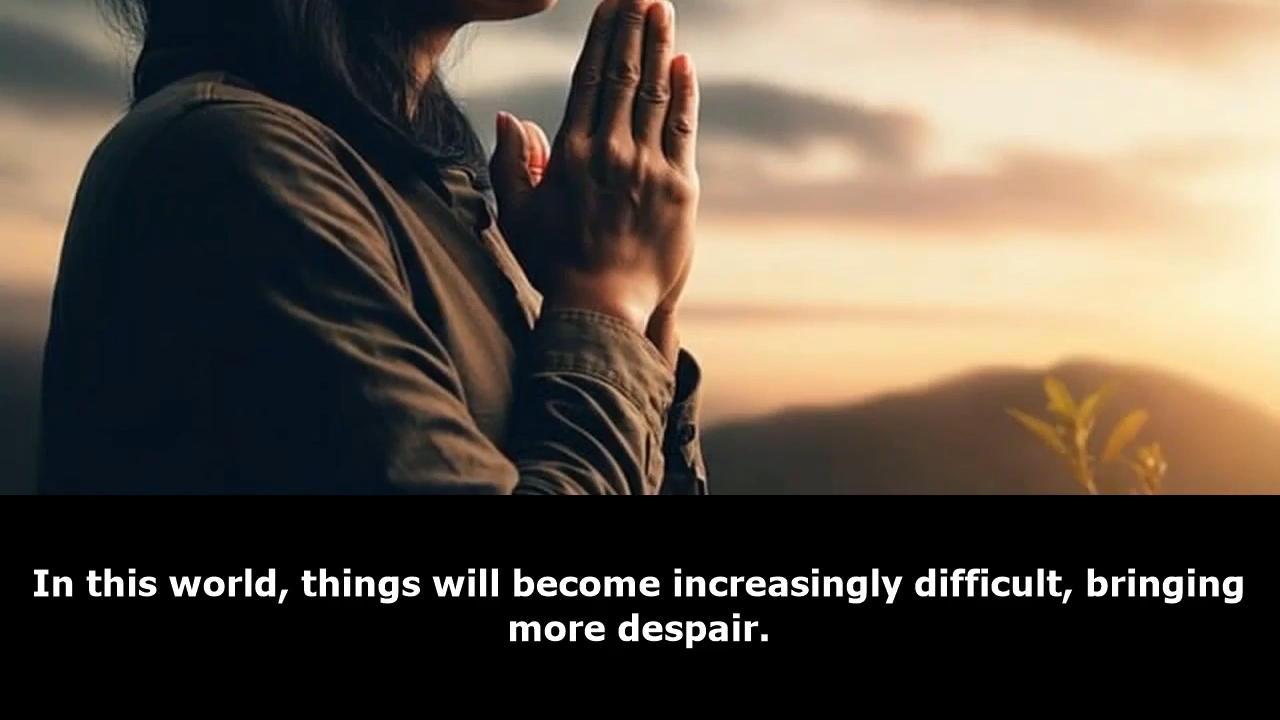 In this world, things will become increasingly difficult, bringing
more despair.